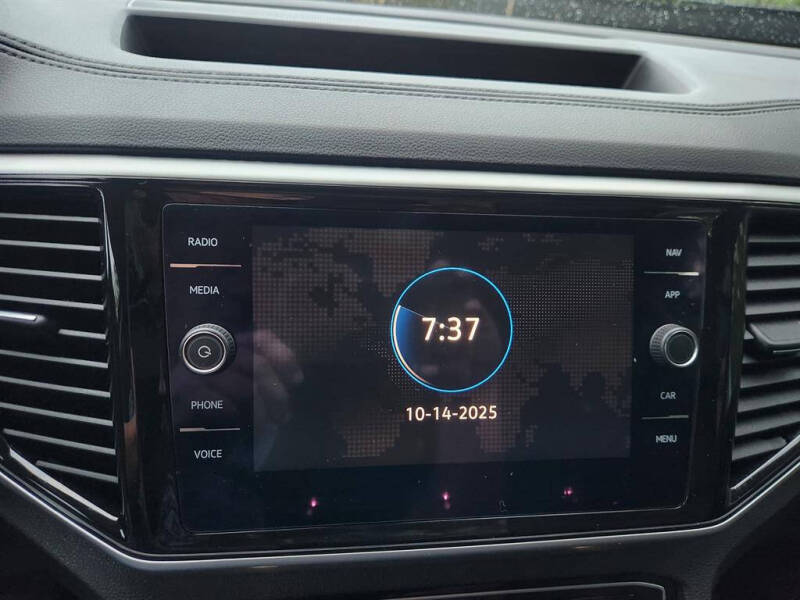 RADIO
MEDIA
PHONE
VOICE
7:37
10-14-2025
NAV
APP
CAR
MENU